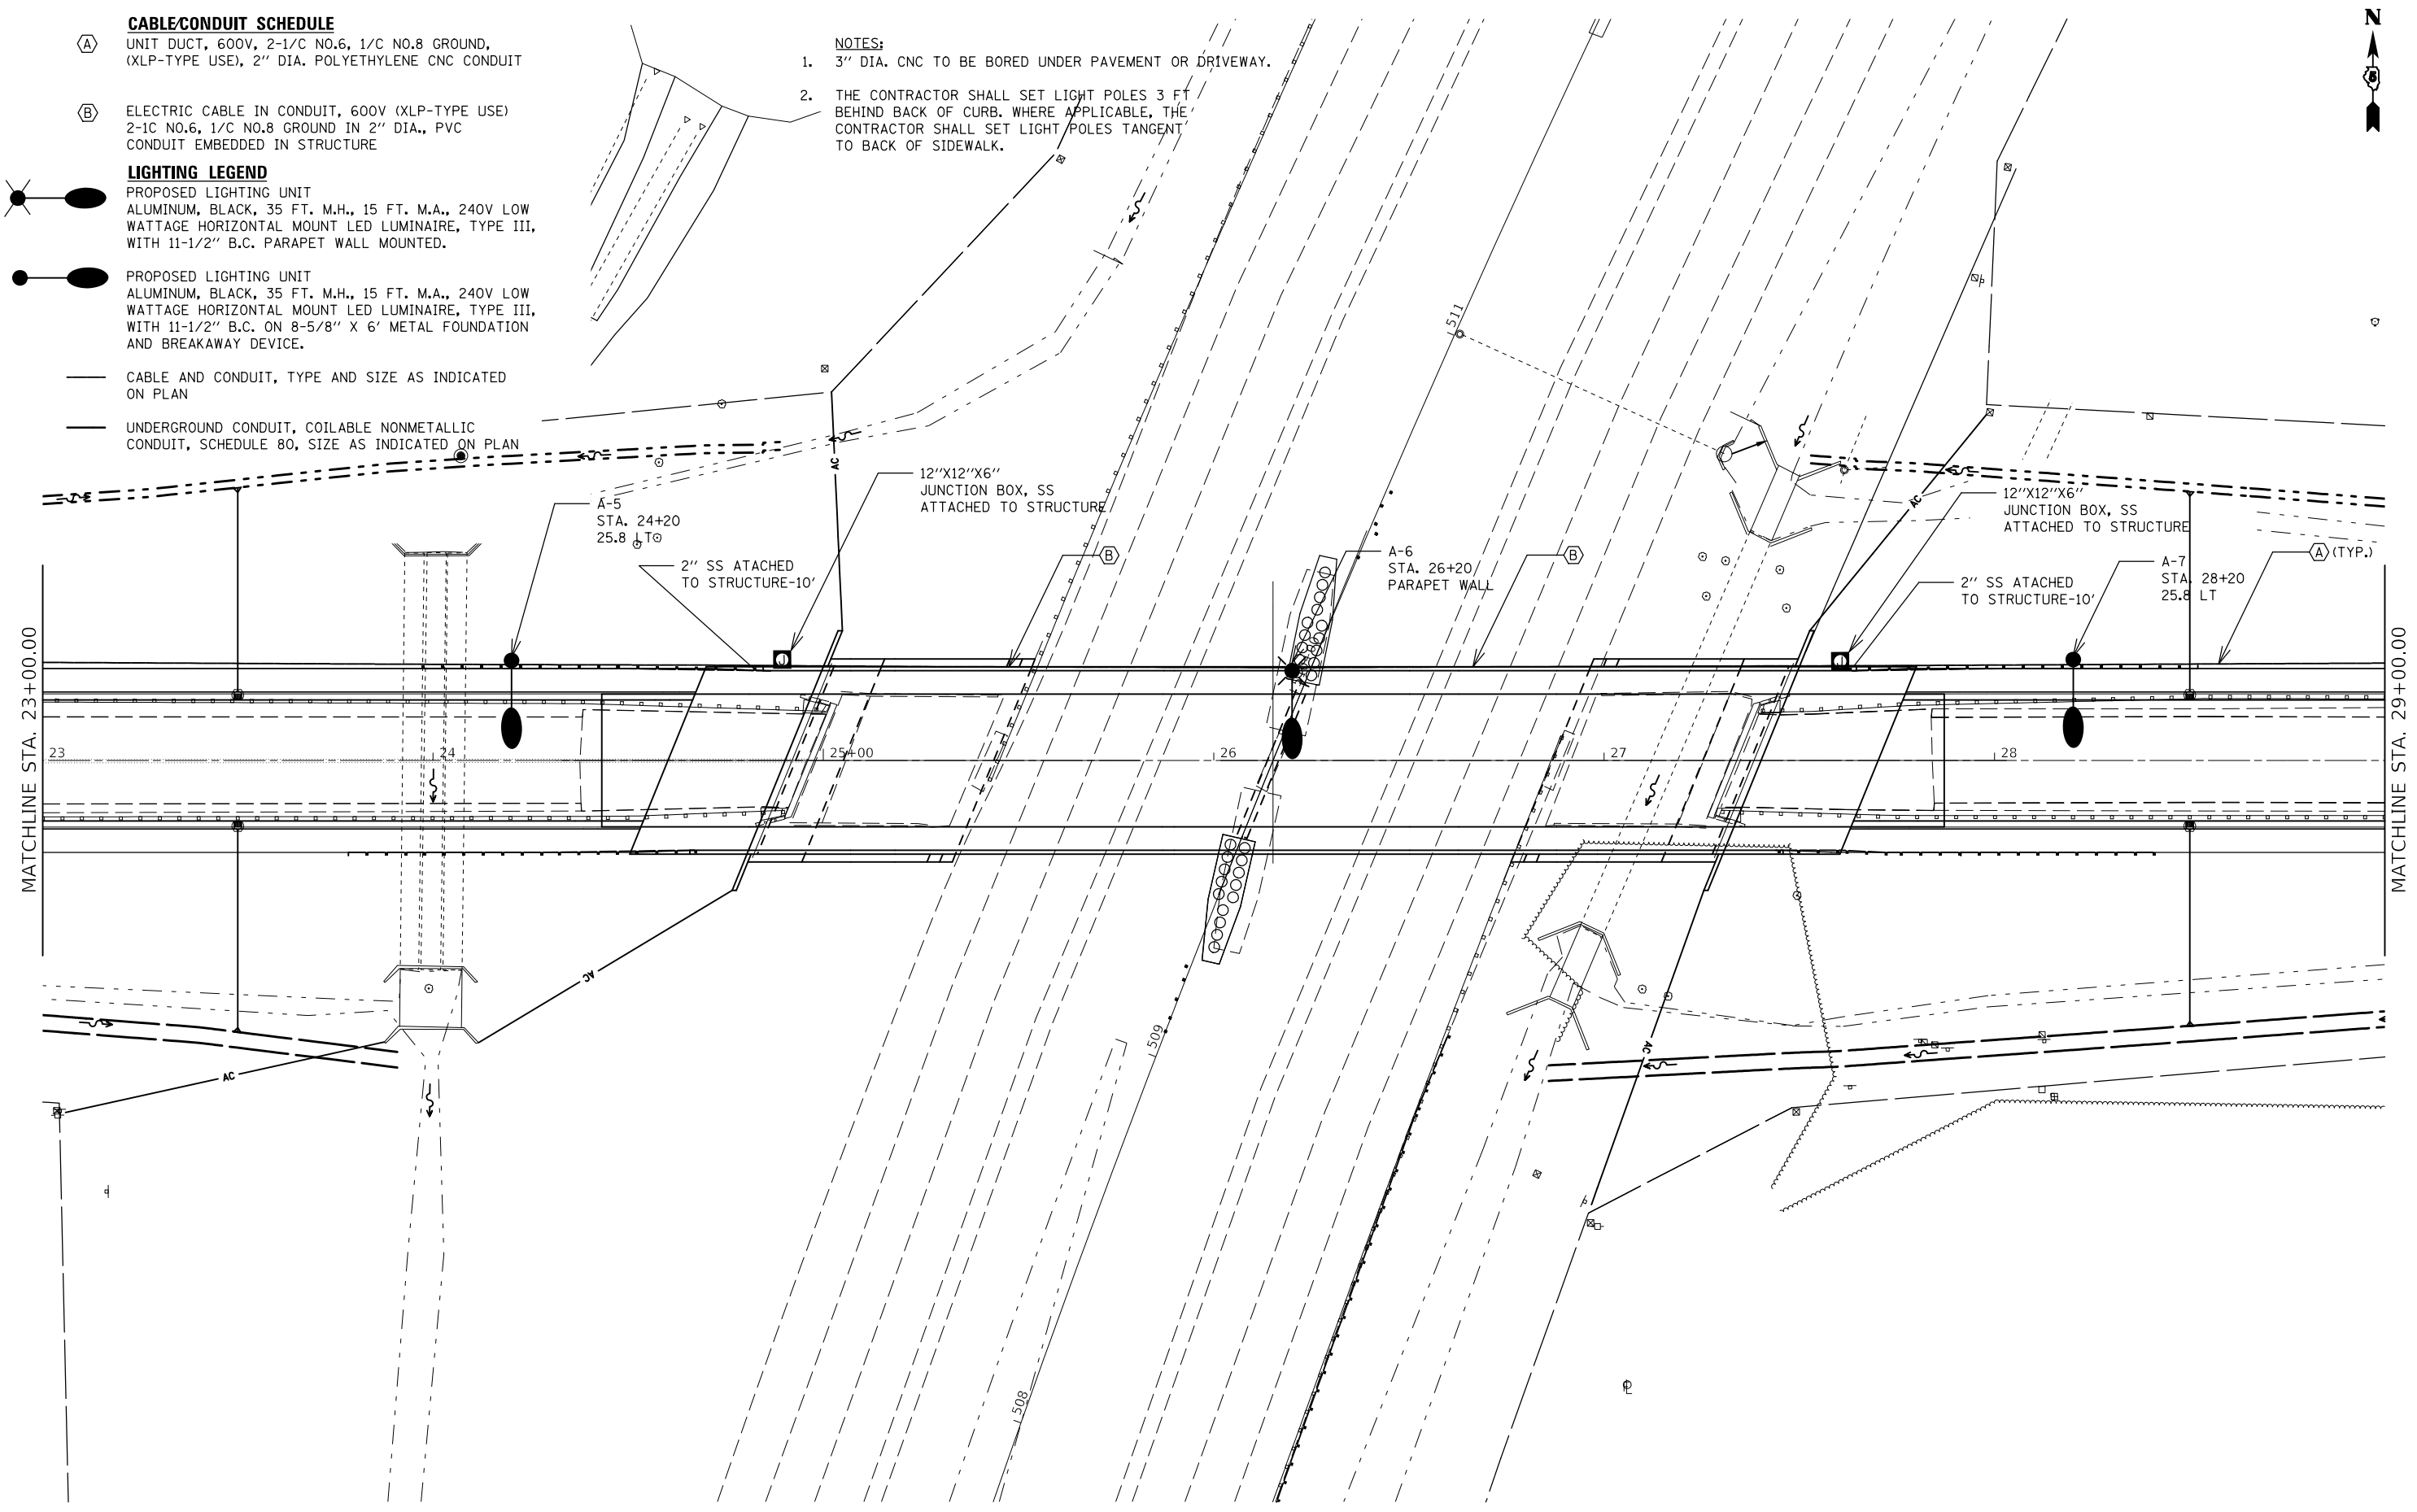 CABLE/CONDUIT SCHEDULE
A
UNIT DUCT, 600V, 2-1/C NO.6, 1/C NO.8 GROUND,
(XLP-TYPE USE), 2" DIA. POLYETHYLENE CNC CONDUIT
B
ELECTRIC CABLE IN CONDUIT, 600V (XLP-TYPE USE)
2-1C NO.6, 1/C NO.8 GROUND IN 2" DIA., PVC
CONDUIT EMBEDDED IN STRUCTURE
LIGHTING LEGEND
PROPOSED LIGHTING UNIT
ALUMINUM, BLACK, 35 FT. M.H., 15 FT. M.A., 240V LOW
WATTAGE HORIZONTAL MOUNT LED LUMINAIRE, TYPE III,
WITH 11-1/2" B.C. PARAPET WALL MOUNTED.
PROPOSED LIGHTING UNIT
ALUMINUM, BLACK, 35 FT. M.H., 15 FT. M.A., 240V LOW
WATTAGE HORIZONTAL MOUNT LED LUMINAIRE, TYPE III,
WITH 11-1/2" B.C. ON 8-5/8" X 6' METAL FOUNDATION
AND BREAKAWAY DEVICE.
CABLE AND CONDUIT, TYPE AND SIZE AS INDICATED
ON PLAN
UNDERGROUND CONDUIT, COILABLE NONMETALLIC
CONDUIT, SCHEDULE 80, SIZE AS INDICATED ON PLAN
NOTES:
1. 3" DIA. CNC TO BE BORED UNDER PAVEMENT OR DRIVEWAY.
2. THE CONTRACTOR SHALL SET LIGHT POLES 3 FT
BEHIND BACK OF CURB. WHERE APPLICABLE, THE
CONTRACTOR SHALL SET LIGHT POLES TANGENT
TO BACK OF SIDEWALK.
N
511
AC
12"X12"X6"
JUNCTION BOX, SS
ATTACHED TO STRUCTURE
A-5
STA. 24+20
25.8 LT
2" SS ATACHED
TO STRUCTURE-10'
B
A-6
STA. 26+20
PARAPET WALL
B
AC
12"X12"X6"
JUNCTION BOX, SS
ATTACHED TO STRUCTURE
2" SS ATACHED
TO STRUCTURE-10'
A-7
STA. 28+20
25.8 LT
A (TYP.)
J
J
MATCHLINE STA. 23+00.00
23
24
25+00
26
27
28
MATCHLINE STA. 29+00.00
AC
AC
AC
509
508